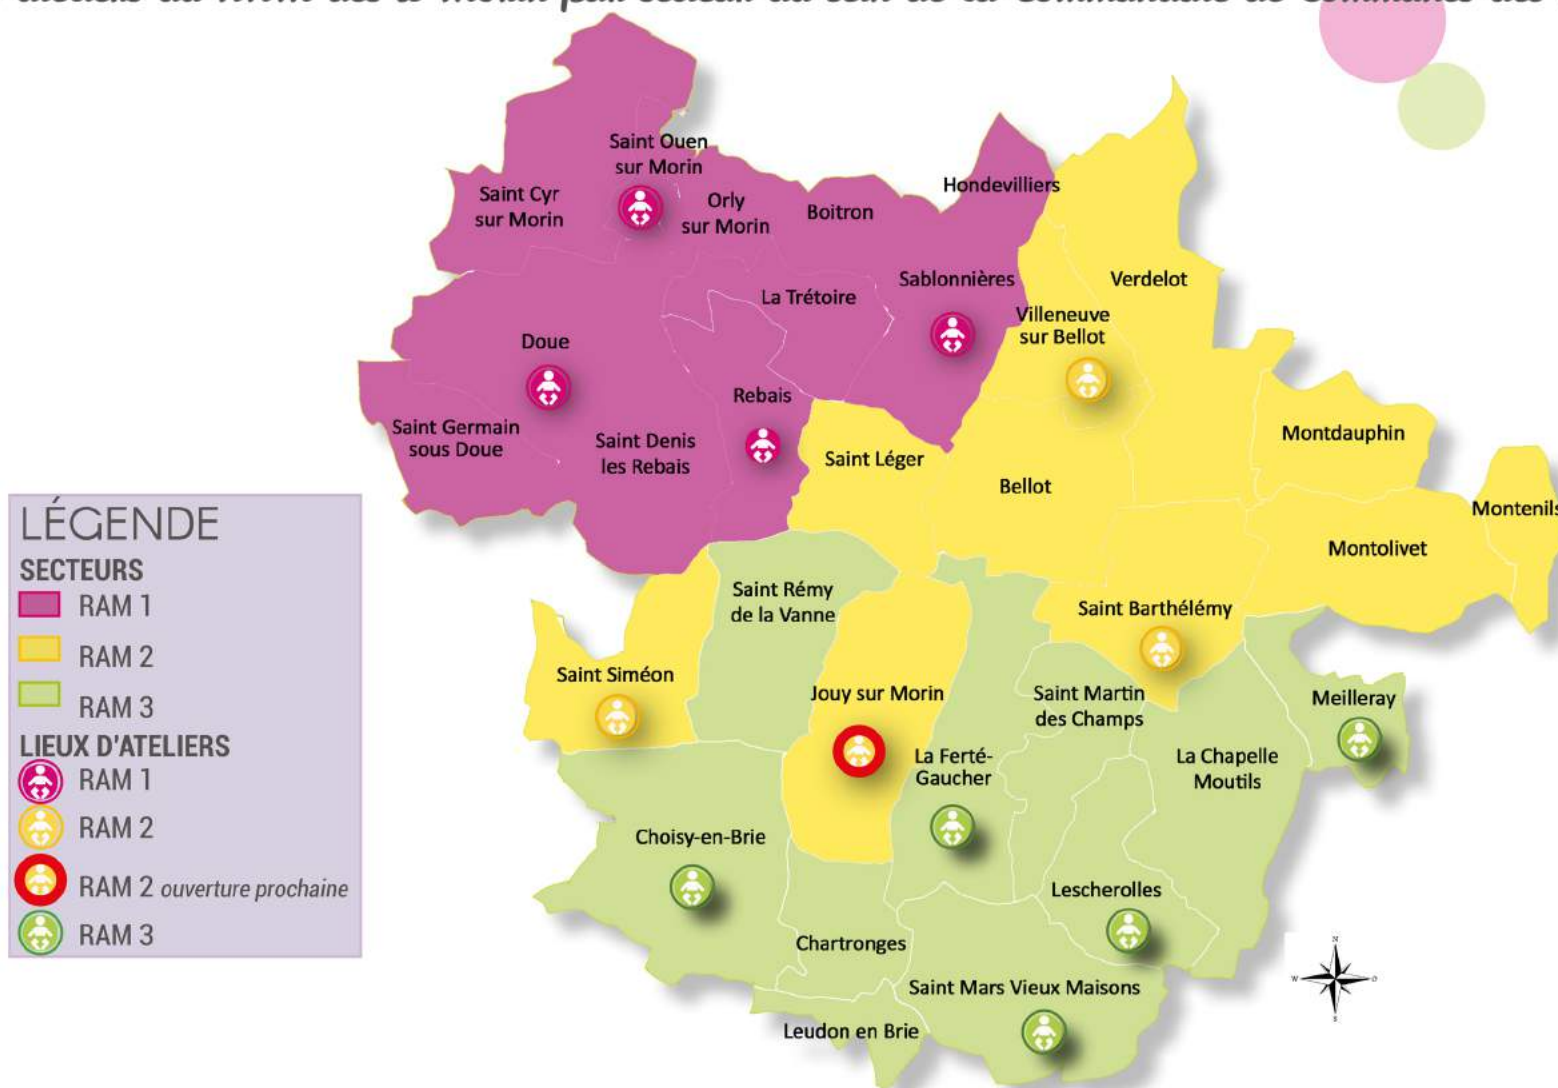 Saint Ouen
sur Morin
Saint Cyr
sur Morin
Orly
sur Morin
Boitron
Hondevilliers
La Trétoire
Sablonnières
Verdelot
Villeneuve
sur Bellot
Doue
Rebais
Saint Germain
sous Doue
Saint Denis
les Rebais
Saint Léger
Bellot
Montdauphin
Montenils
Montolivet
LÉGENDE
SECTEURS
RAM 1
RAM 2
RAM 3
LIEUX D'ATELIERS
RAM 1
RAM 2
RAM 2 ouverture prochaine
RAM 3
Saint Rémy
de la Vanne
Saint Barthélémy
Saint Siméon
Jouy sur Morin
Saint Martin
des Champs
Meilleray
La Ferté-
Gaucher
La Chapelle
Moutils
Choisy-en-Brie
Lescherolles
Chartronges
Saint Mars Vieux Maisons
Leudon en Brie
N
W
O
S